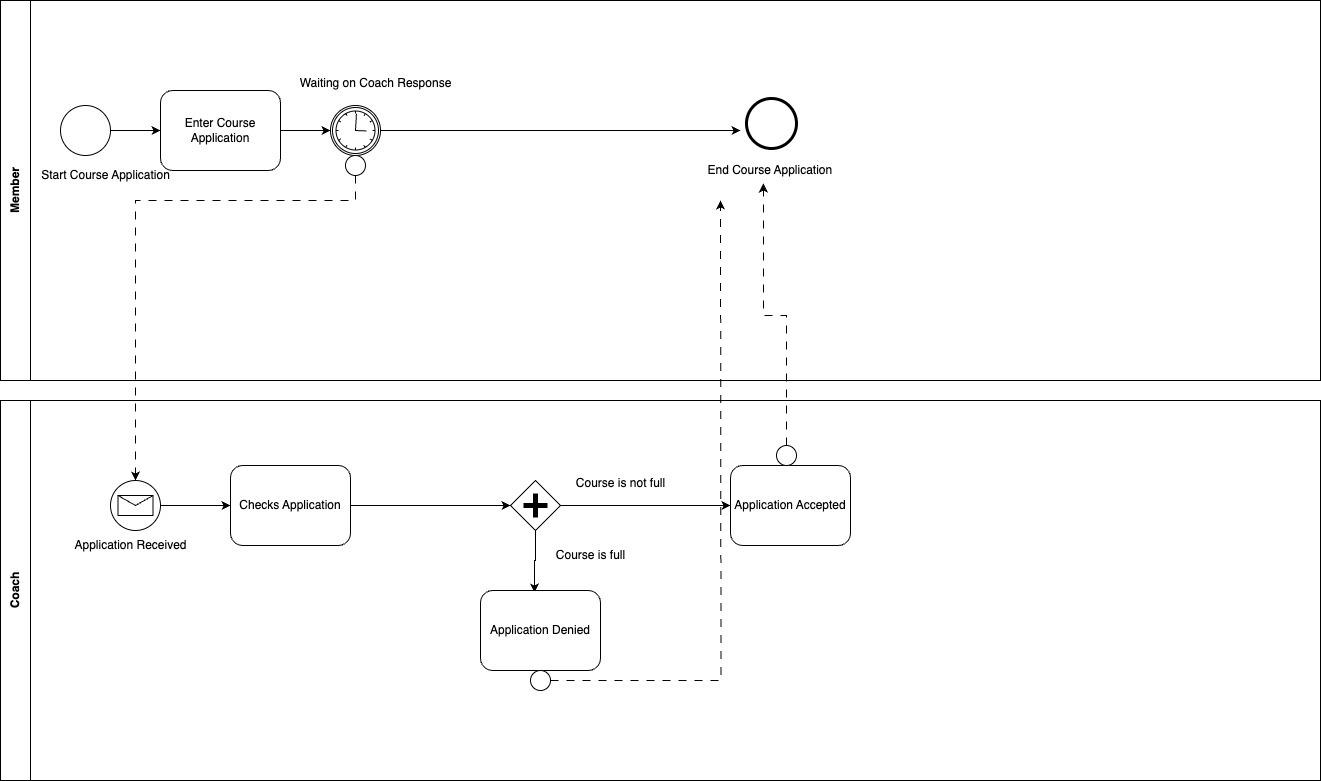 Member
Waiting on Coach Response
Enter Course
Application
Start Course Application
End Course Application
Coach
Course is not full
Checks Application
Application Accepted
Application Received
Course is full
Application Denied